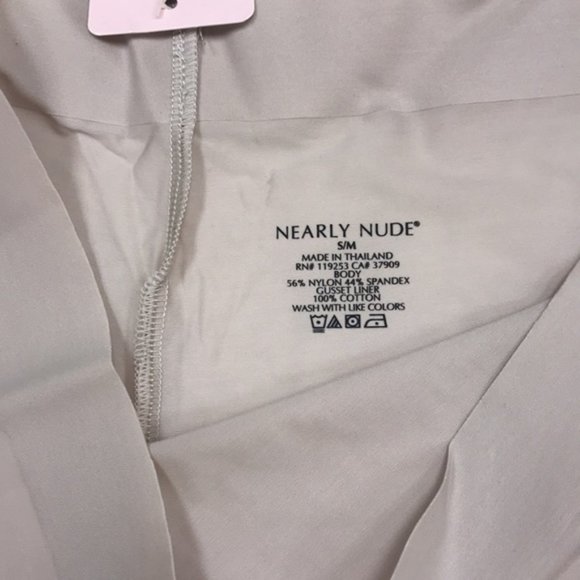 NEARLY NUDE®
S/M
MADE IN THAILAND
RN# 119253 CA# 37909
BODY
56% NYLON 44% SPANDEX
GUSSET LINER
100% COTTON
WASH WITH LIKE COLORS